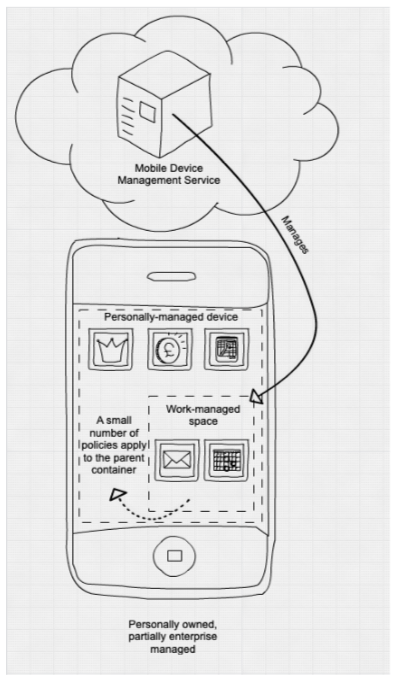 Mobile Device
Management Service
Manages
Personally-managed device
£
Work-managed
space
A small
number of
policies apply
to the parent
container
Personally owned,
partially enterprise
managed